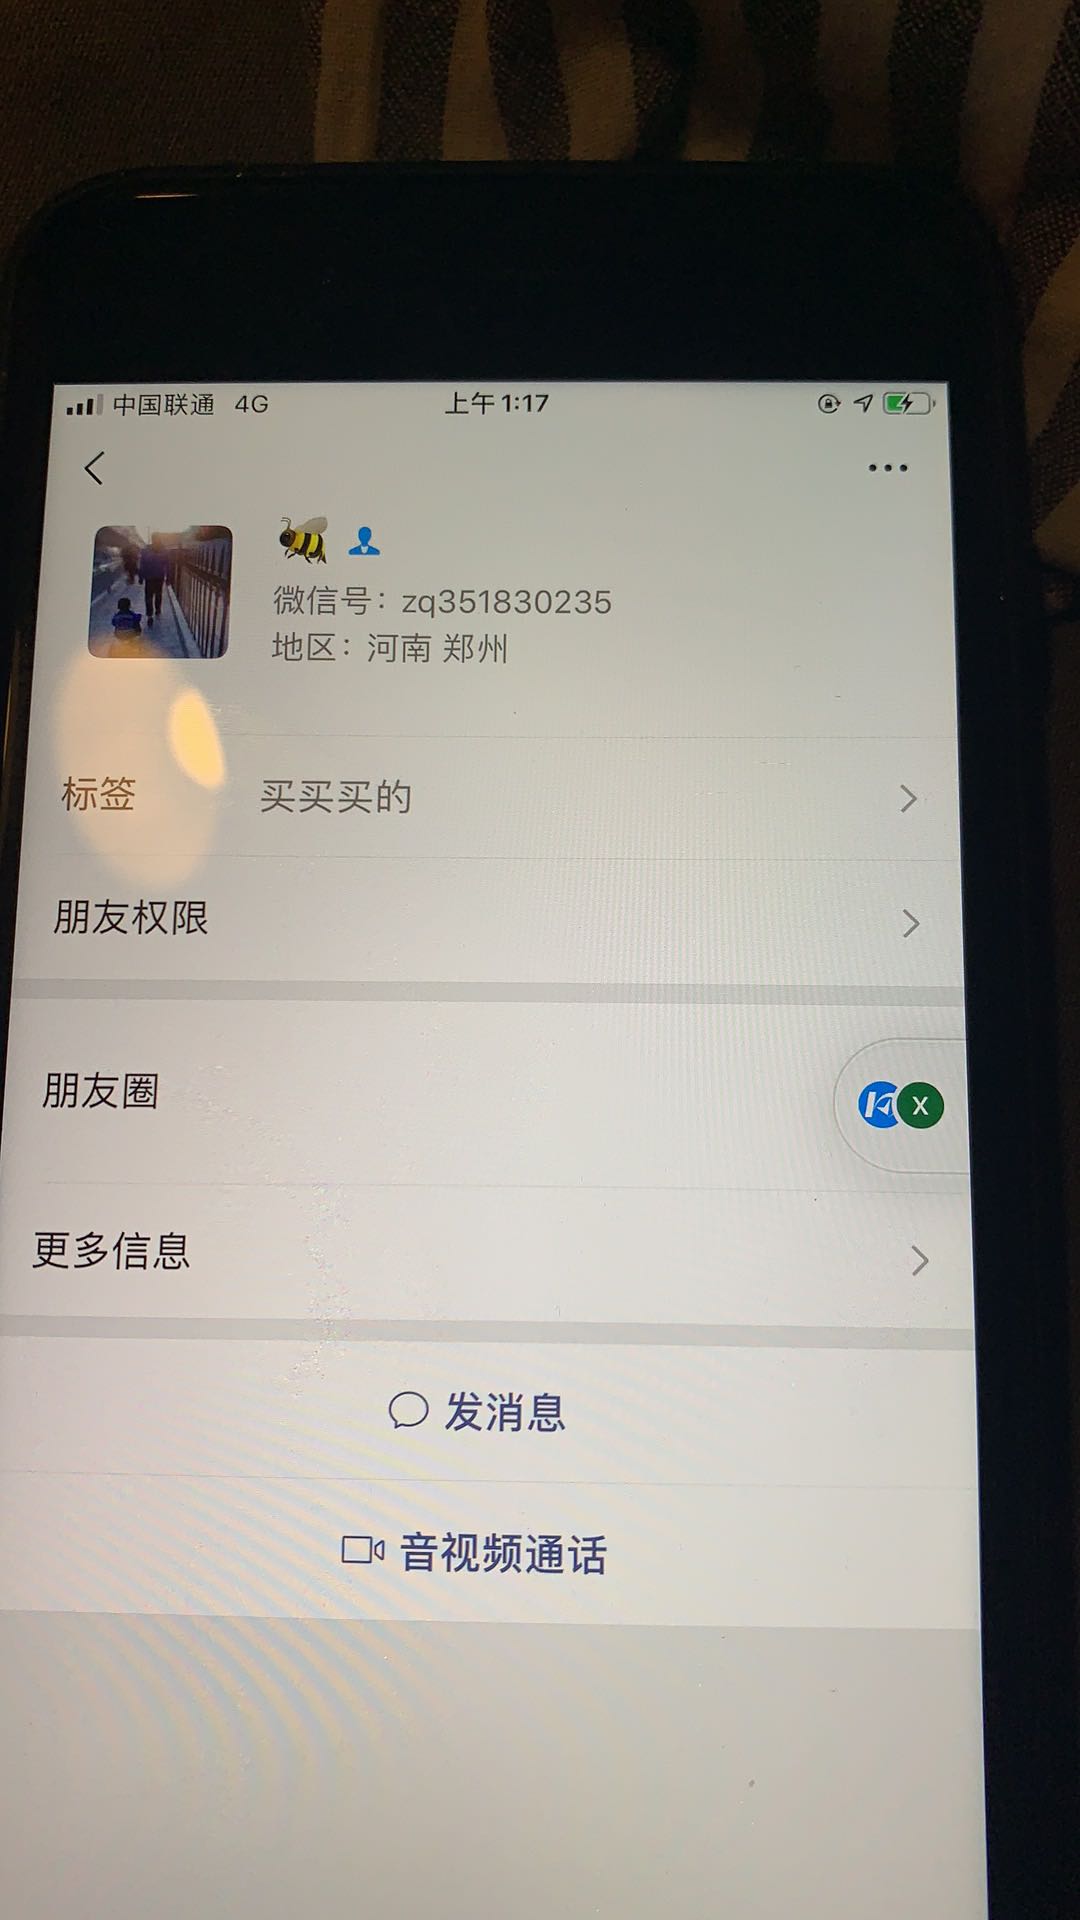 中国联通 4G 上午1:17
微信号：zq351830235
地区：河南 郑州
标签 买买买的
朋友权限
朋友圈
X
更多信息
发消息
音视频通话